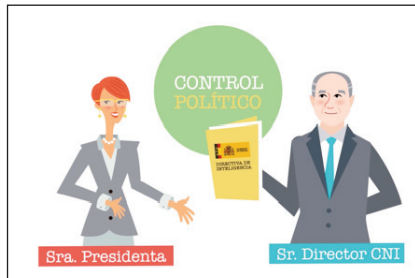 CONTROL
POLÍTICO
DIRECTIVA DE
INTELIGENCIA
Sra. Presidenta
Sr. Director CNI